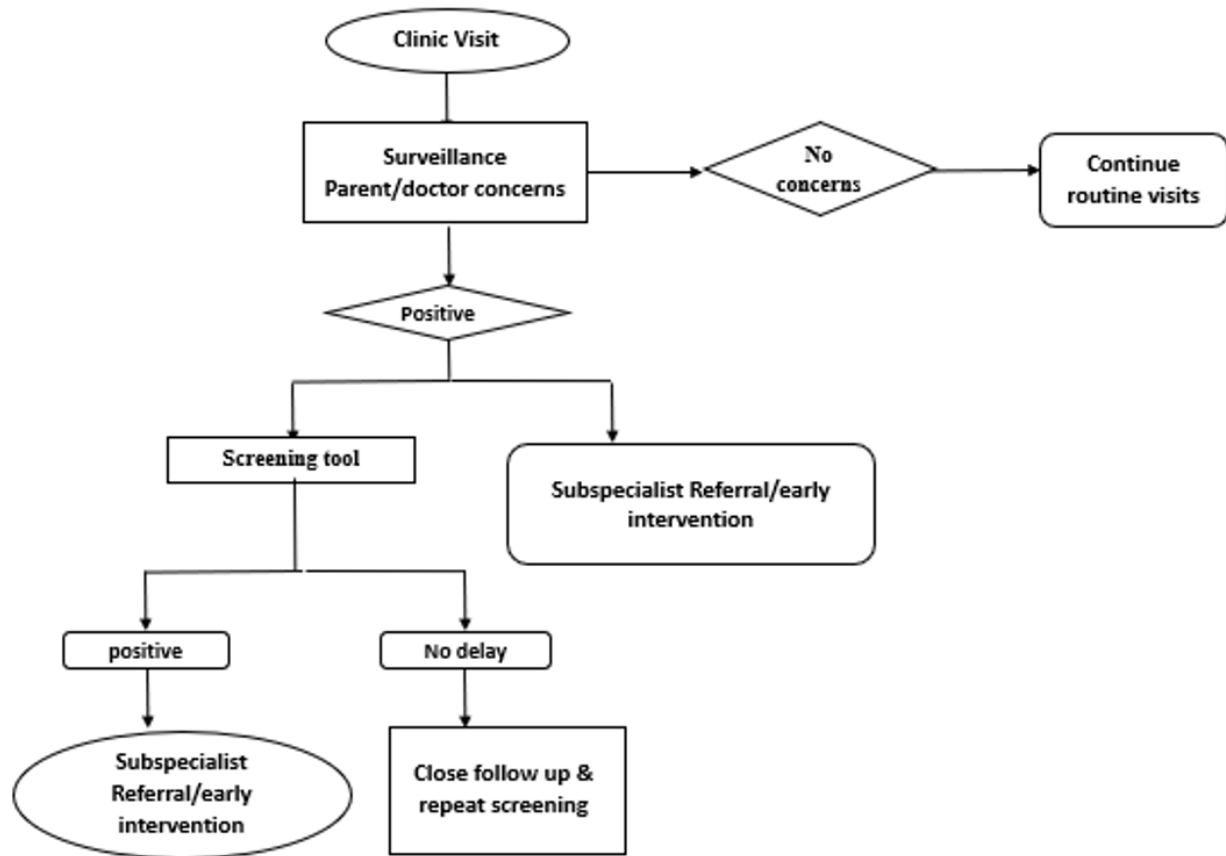 Clinic Visit
Surveillance
Parent/doctor concerns
No
concerns
Continue
routine visits
Positive
Screening tool
Subspecialist Referral/early
intervention
positive
No delay
Subspecialist
Referral/early
intervention
Close follow up &
repeat screening